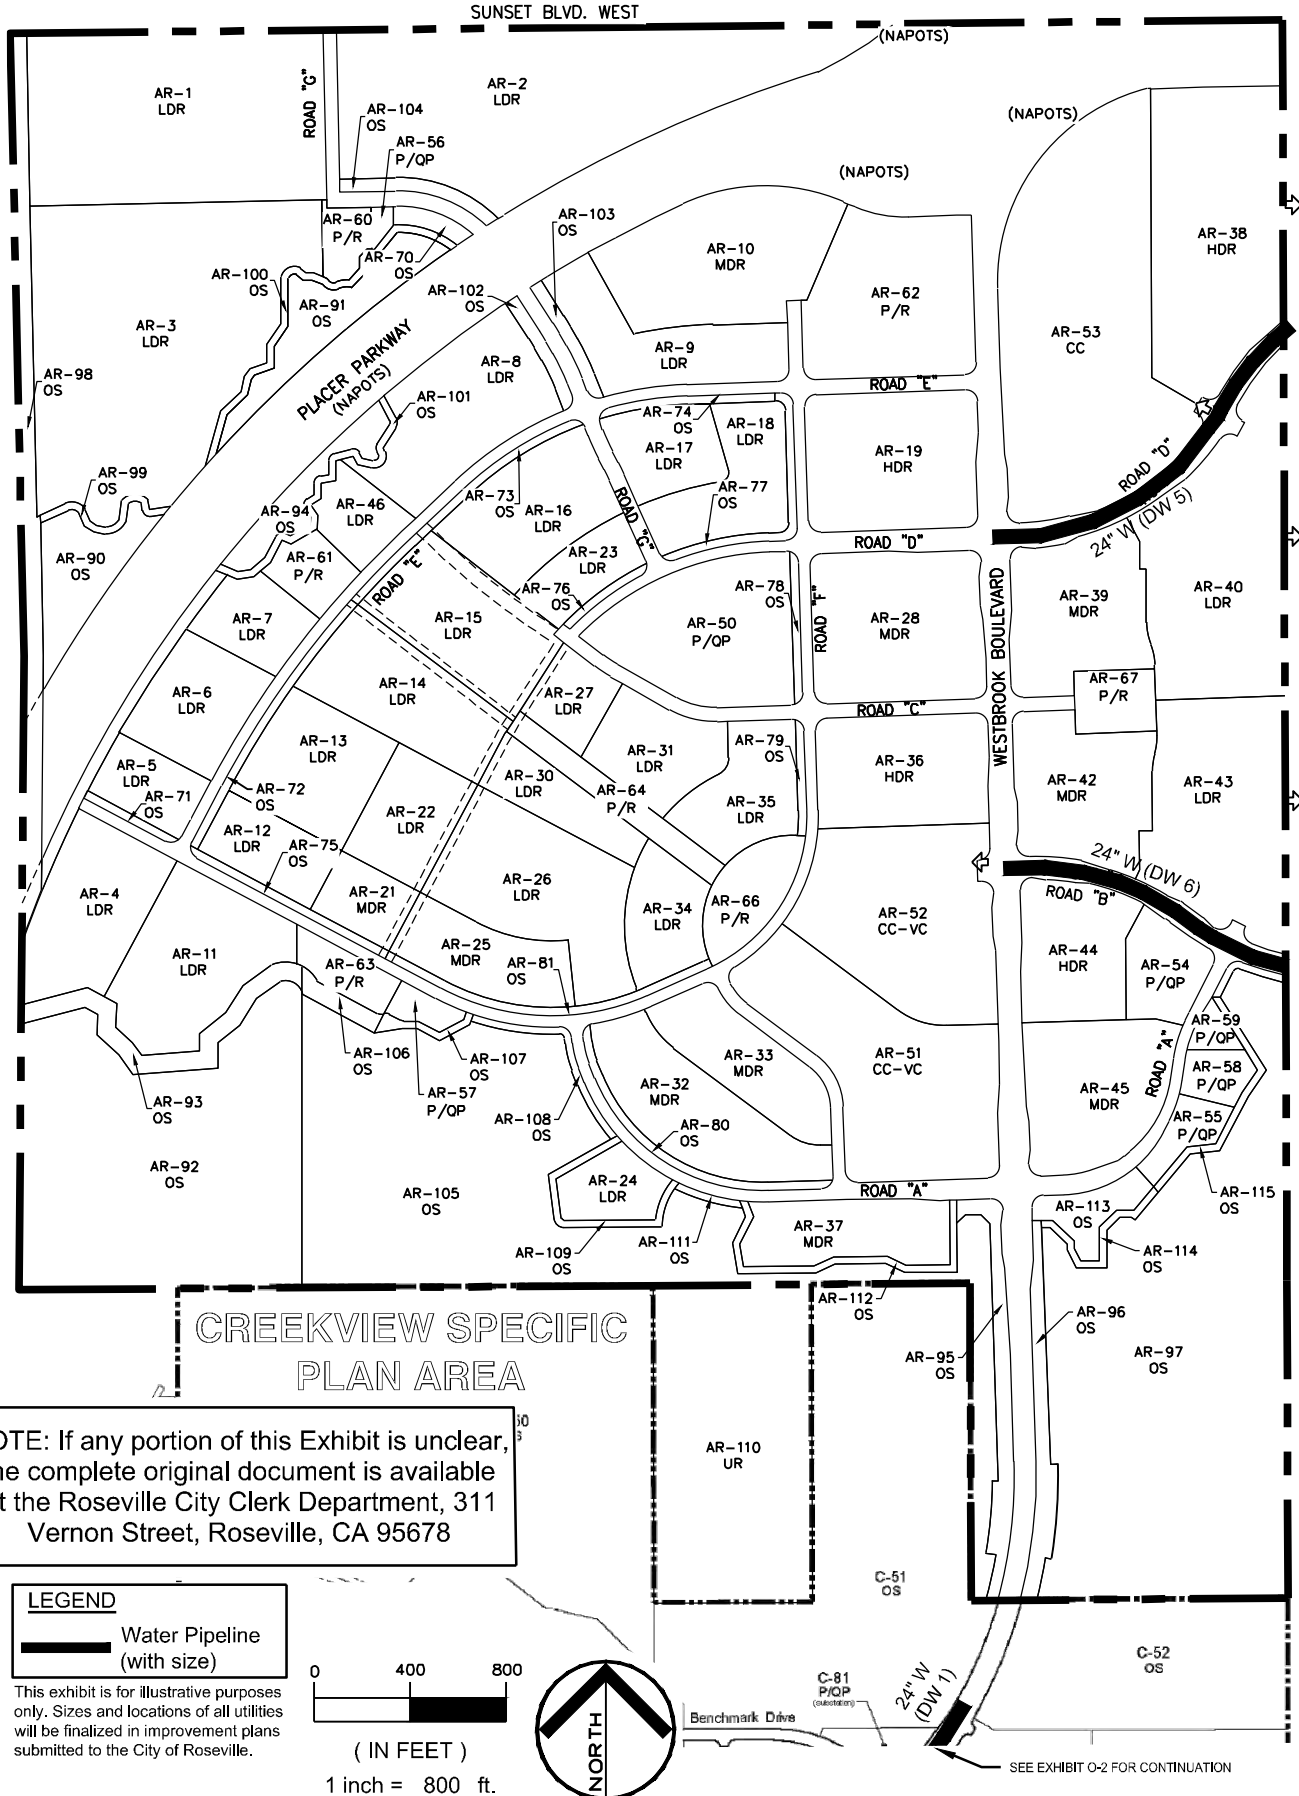 SUNSET BLVD. WEST
(NAPOTS)
AR-1
LDR
ROAD "G"
AR-2
LDR
AR-104
OS
AR-56
P/QP
(NAPOTS)
(NAPOTS)
AR-60
P/R
AR-103
OS
AR-10
MDR
AR-38
HDR
AR-70
OS
AR-100
OS
AR-102
OS
AR-91
OS
AR-62
P/R
AR-3
LDR
AR-53
CC
PLACER PARKWAY
(NAPOTS)
AR-8
LDR
AR-9
LDR
AR-98
OS
ROAD "E"
AR-101
OS
AR-74
OS
AR-18
LDR
AR-17
LDR
AR-19
HDR
AR-99
OS
AR-73
OS
AR-77
OS
ROAD "D"
AR-46
LDR
AR-16
LDR
ROAD "G"
AR-94
OS
24" W (DW 5)
AR-90
OS
AR-61
P/R
AR-23
LDR
ROAD "D"
ROAD "E"
AR-76
OS
AR-78
OS
ROAD "F"
AR-39
MDR
AR-40
LDR
AR-7
LDR
AR-15
LDR
AR-50
P/QP
AR-28
MDR
WESTBROOK BOULEVARD
AR-6
LDR
AR-14
LDR
AR-27
LDR
AR-67
P/R
ROAD "C"
AR-13
LDR
AR-31
LDR
AR-79
OS
AR-36
HDR
AR-5
LDR
AR-71
OS
AR-72
OS
AR-30
LDR
AR-64
P/R
AR-42
MDR
AR-43
LDR
AR-22
LDR
AR-35
LDR
AR-12
LDR
AR-75
OS
24" W (DW 6)
AR-4
LDR
AR-21
MDR
AR-26
LDR
ROAD "B"
AR-34
LDR
AR-66
P/R
AR-52
CC-VC
AR-11
LDR
AR-63
P/R
AR-25
MDR
AR-81
OS
AR-44
HDR
AR-54
P/QP
AR-59
P/QP
AR-106
OS
AR-107
OS
AR-57
P/QP
AR-33
MDR
AR-51
CC-VC
ROAD "A"
AR-58
P/QP
AR-32
MDR
AR-45
MDR
AR-93
OS
AR-108
OS
AR-80
OS
AR-55
P/QP
AR-92
OS
AR-105
OS
AR-24
LDR
ROAD "A"
AR-115
OS
AR-113
OS
AR-37
MDR
AR-111
OS
AR-109
OS
AR-114
OS
AR-112
OS
AR-96
OS
CREEKVIEW SPECIFIC
PLAN AREA
AR-95
OS
AR-97
OS
OTE: If any portion of this Exhibit is unclear,
he complete original document is available
t the Roseville City Clerk Department, 311
Vernon Street, Roseville, CA 95678
AR-110
UR
C-51
OS
LEGEND
Water Pipeline
(with size)
This exhibit is for illustrative purposes
only. Sizes and locations of all utilities
will be finalized in improvement plans
submitted to the City of Roseville.
0 400 800
( IN FEET )
1 inch = 800 ft.
NORTH
C-52
OS
C-81
P/QP
(substation)
24" W
(DW 1)
Benchmark Drive
SEE EXHIBIT O-2 FOR CONTINUATION